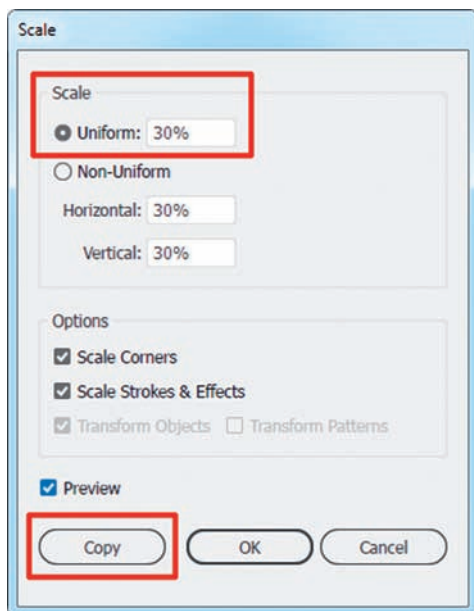 Scale
Scale
Uniform: 30%
Non-Uniform
Horizontal: 30%
Vertical: 30%
Options
Scale Corners
Scale Strokes & Effects
Transform Objects Transform Patterns
Preview
Copy OK Cancel